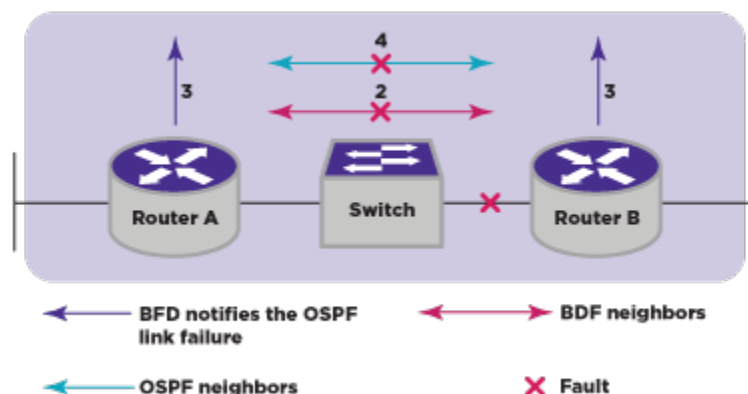 4
3
2
3
Router A
Switch
Router B
BFD notifies the OSPF
link failure
BDF neighbors
OSPF neighbors
Fault